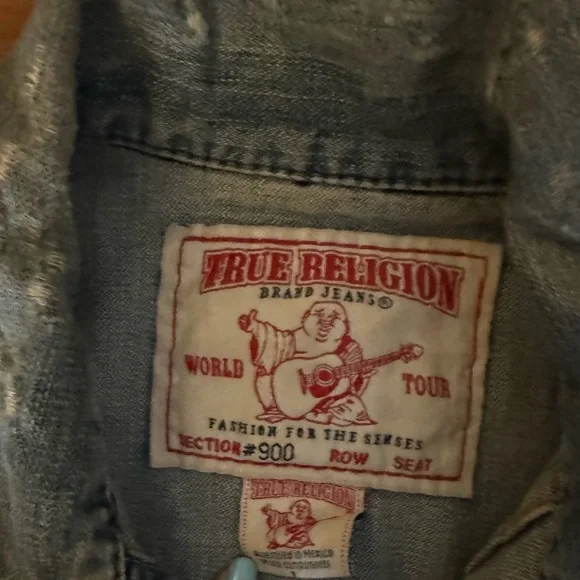 TRUE RELIGION
BRAND JEANS®
WORLD TOUR
FASHION FOR THE SENSES
SECTION #900 ROW SEAT
TRUE RELIGION